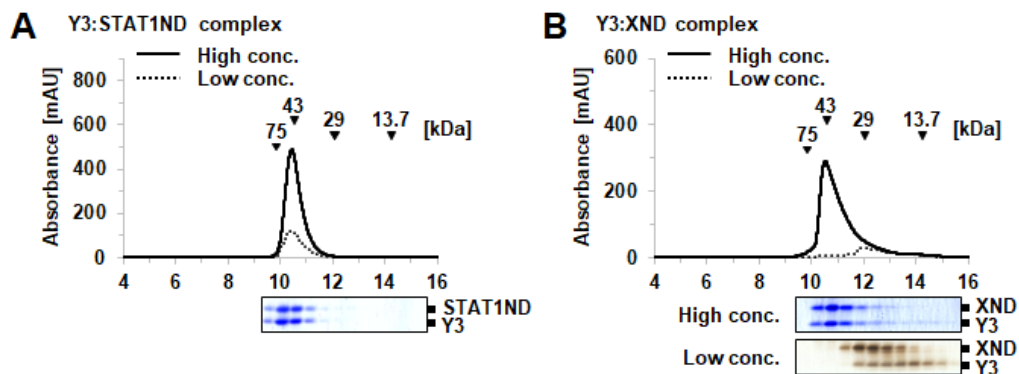 A Y3:STAT1ND complex
High conc.
Low conc.
Absorbance [mAU]
800
600
400
200
0
75 43 29 13.7 [kDa]
4 6 8 10 12 14 16
STAT1ND
Y3
B Y3:XND complex
High conc.
Low conc.
Absorbance [mAU]
600
400
200
0
75 43 29 13.7 [kDa]
4 6 8 10 12 14 16
High conc. XND
Y3
Low conc. XND
Y3